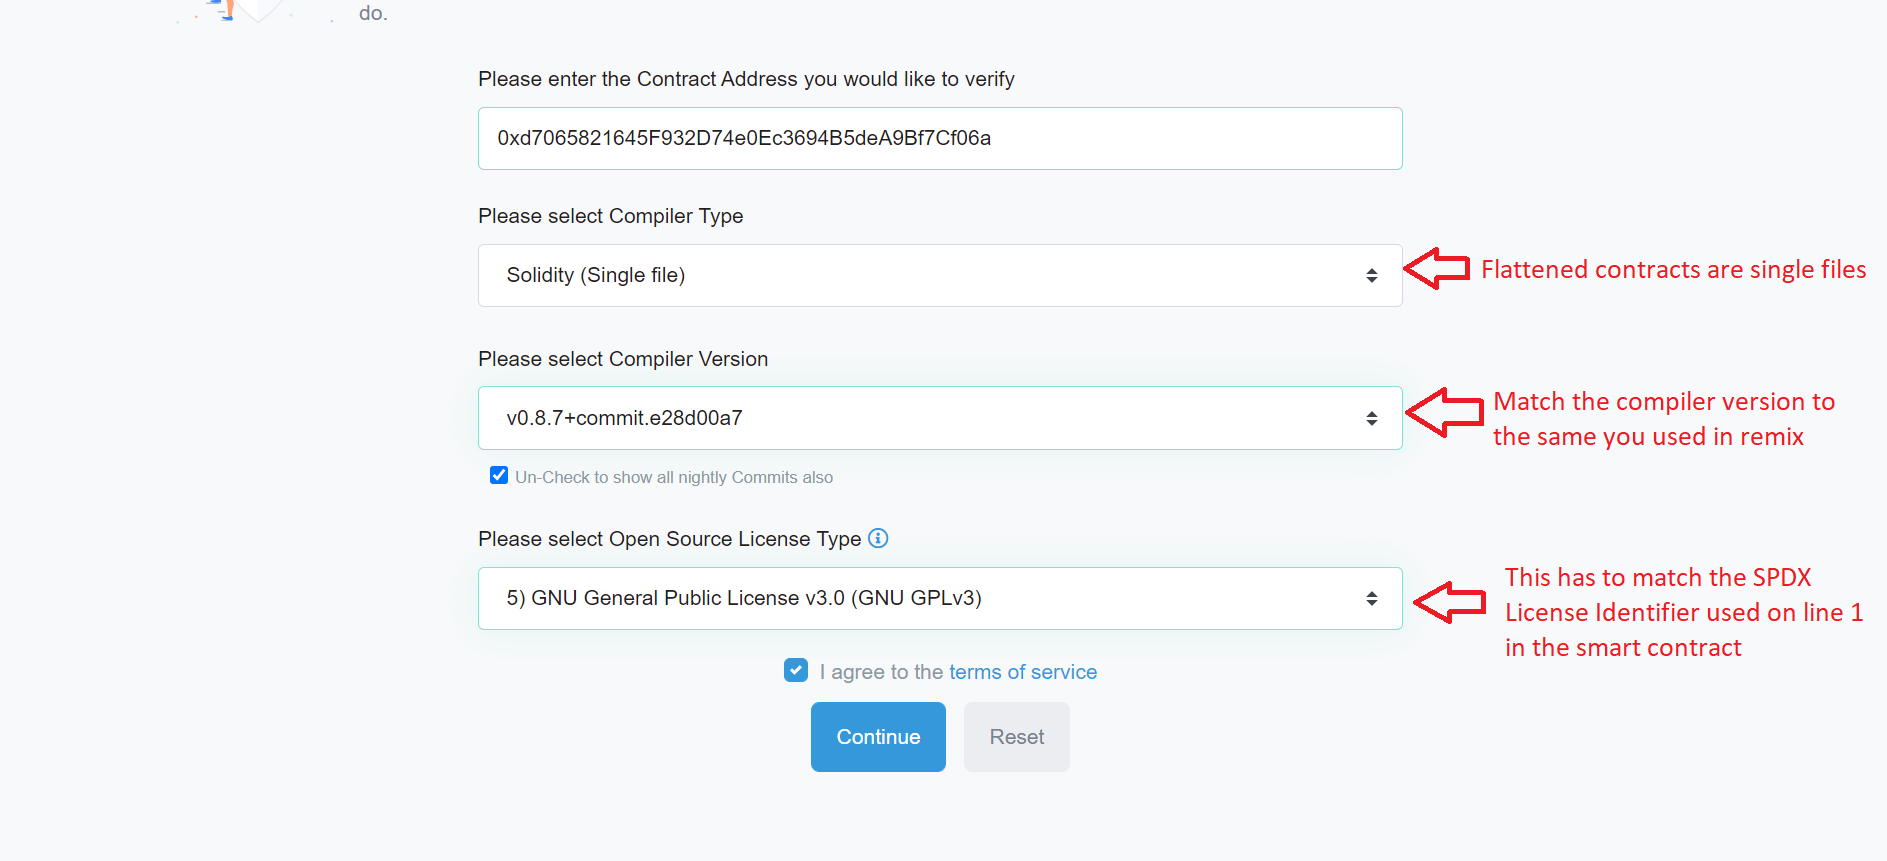 do.
Please enter the Contract Address you would like to verify
0xd7065821645F932D74e0Ec3694B5deA9Bf7Cf06a
Please select Compiler Type
Solidity (Single file)
Flattened contracts are single files
Please select Compiler Version
v0.8.7+commit.e28d00a7
Match the compiler version to
the same you used in remix
Un-Check to show all nightly Commits also
Please select Open Source License Type
5) GNU General Public License v3.0 (GNU GPLv3)
This has to match the SPDX
License Identifier used on line 1
in the smart contract
I agree to the terms of service
Continue
Reset